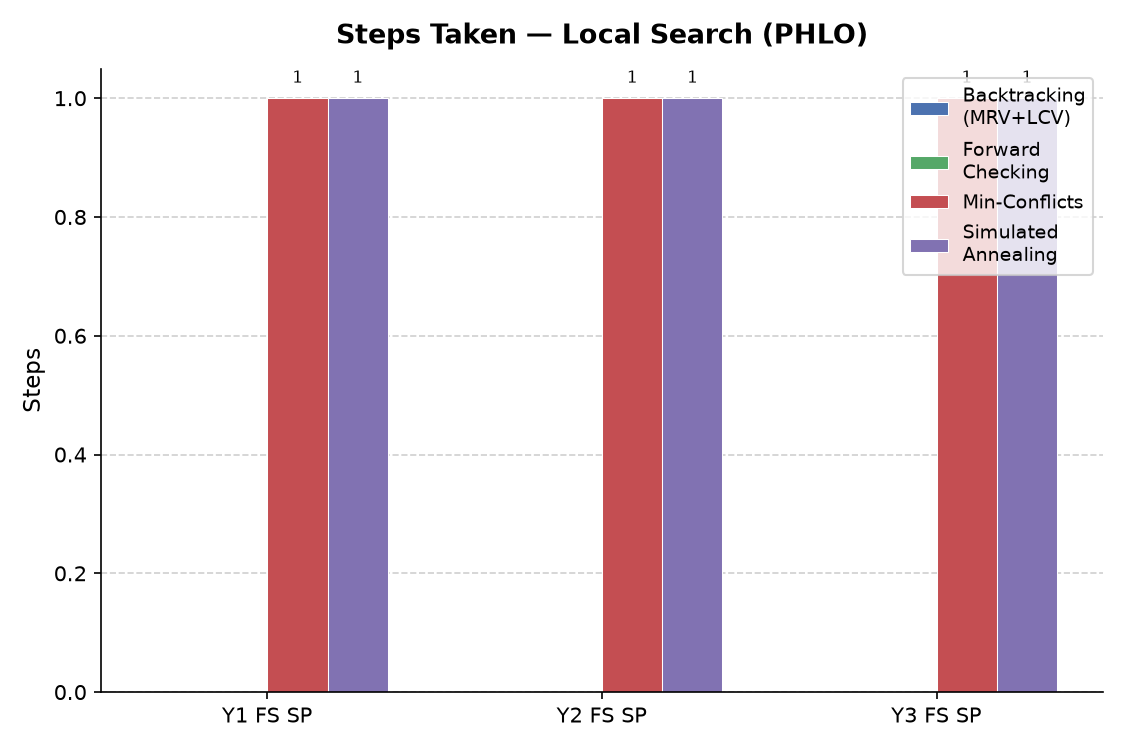 Steps Taken — Local Search (PHLO)
1 1 1 1 1 1
Backtracking
(MRV+LCV)
Forward
Checking
Min-Conflicts
Simulated
Annealing
Steps
1.0
0.8
0.6
0.4
0.2
0.0
Y1 FS SP Y2 FS SP Y3 FS SP